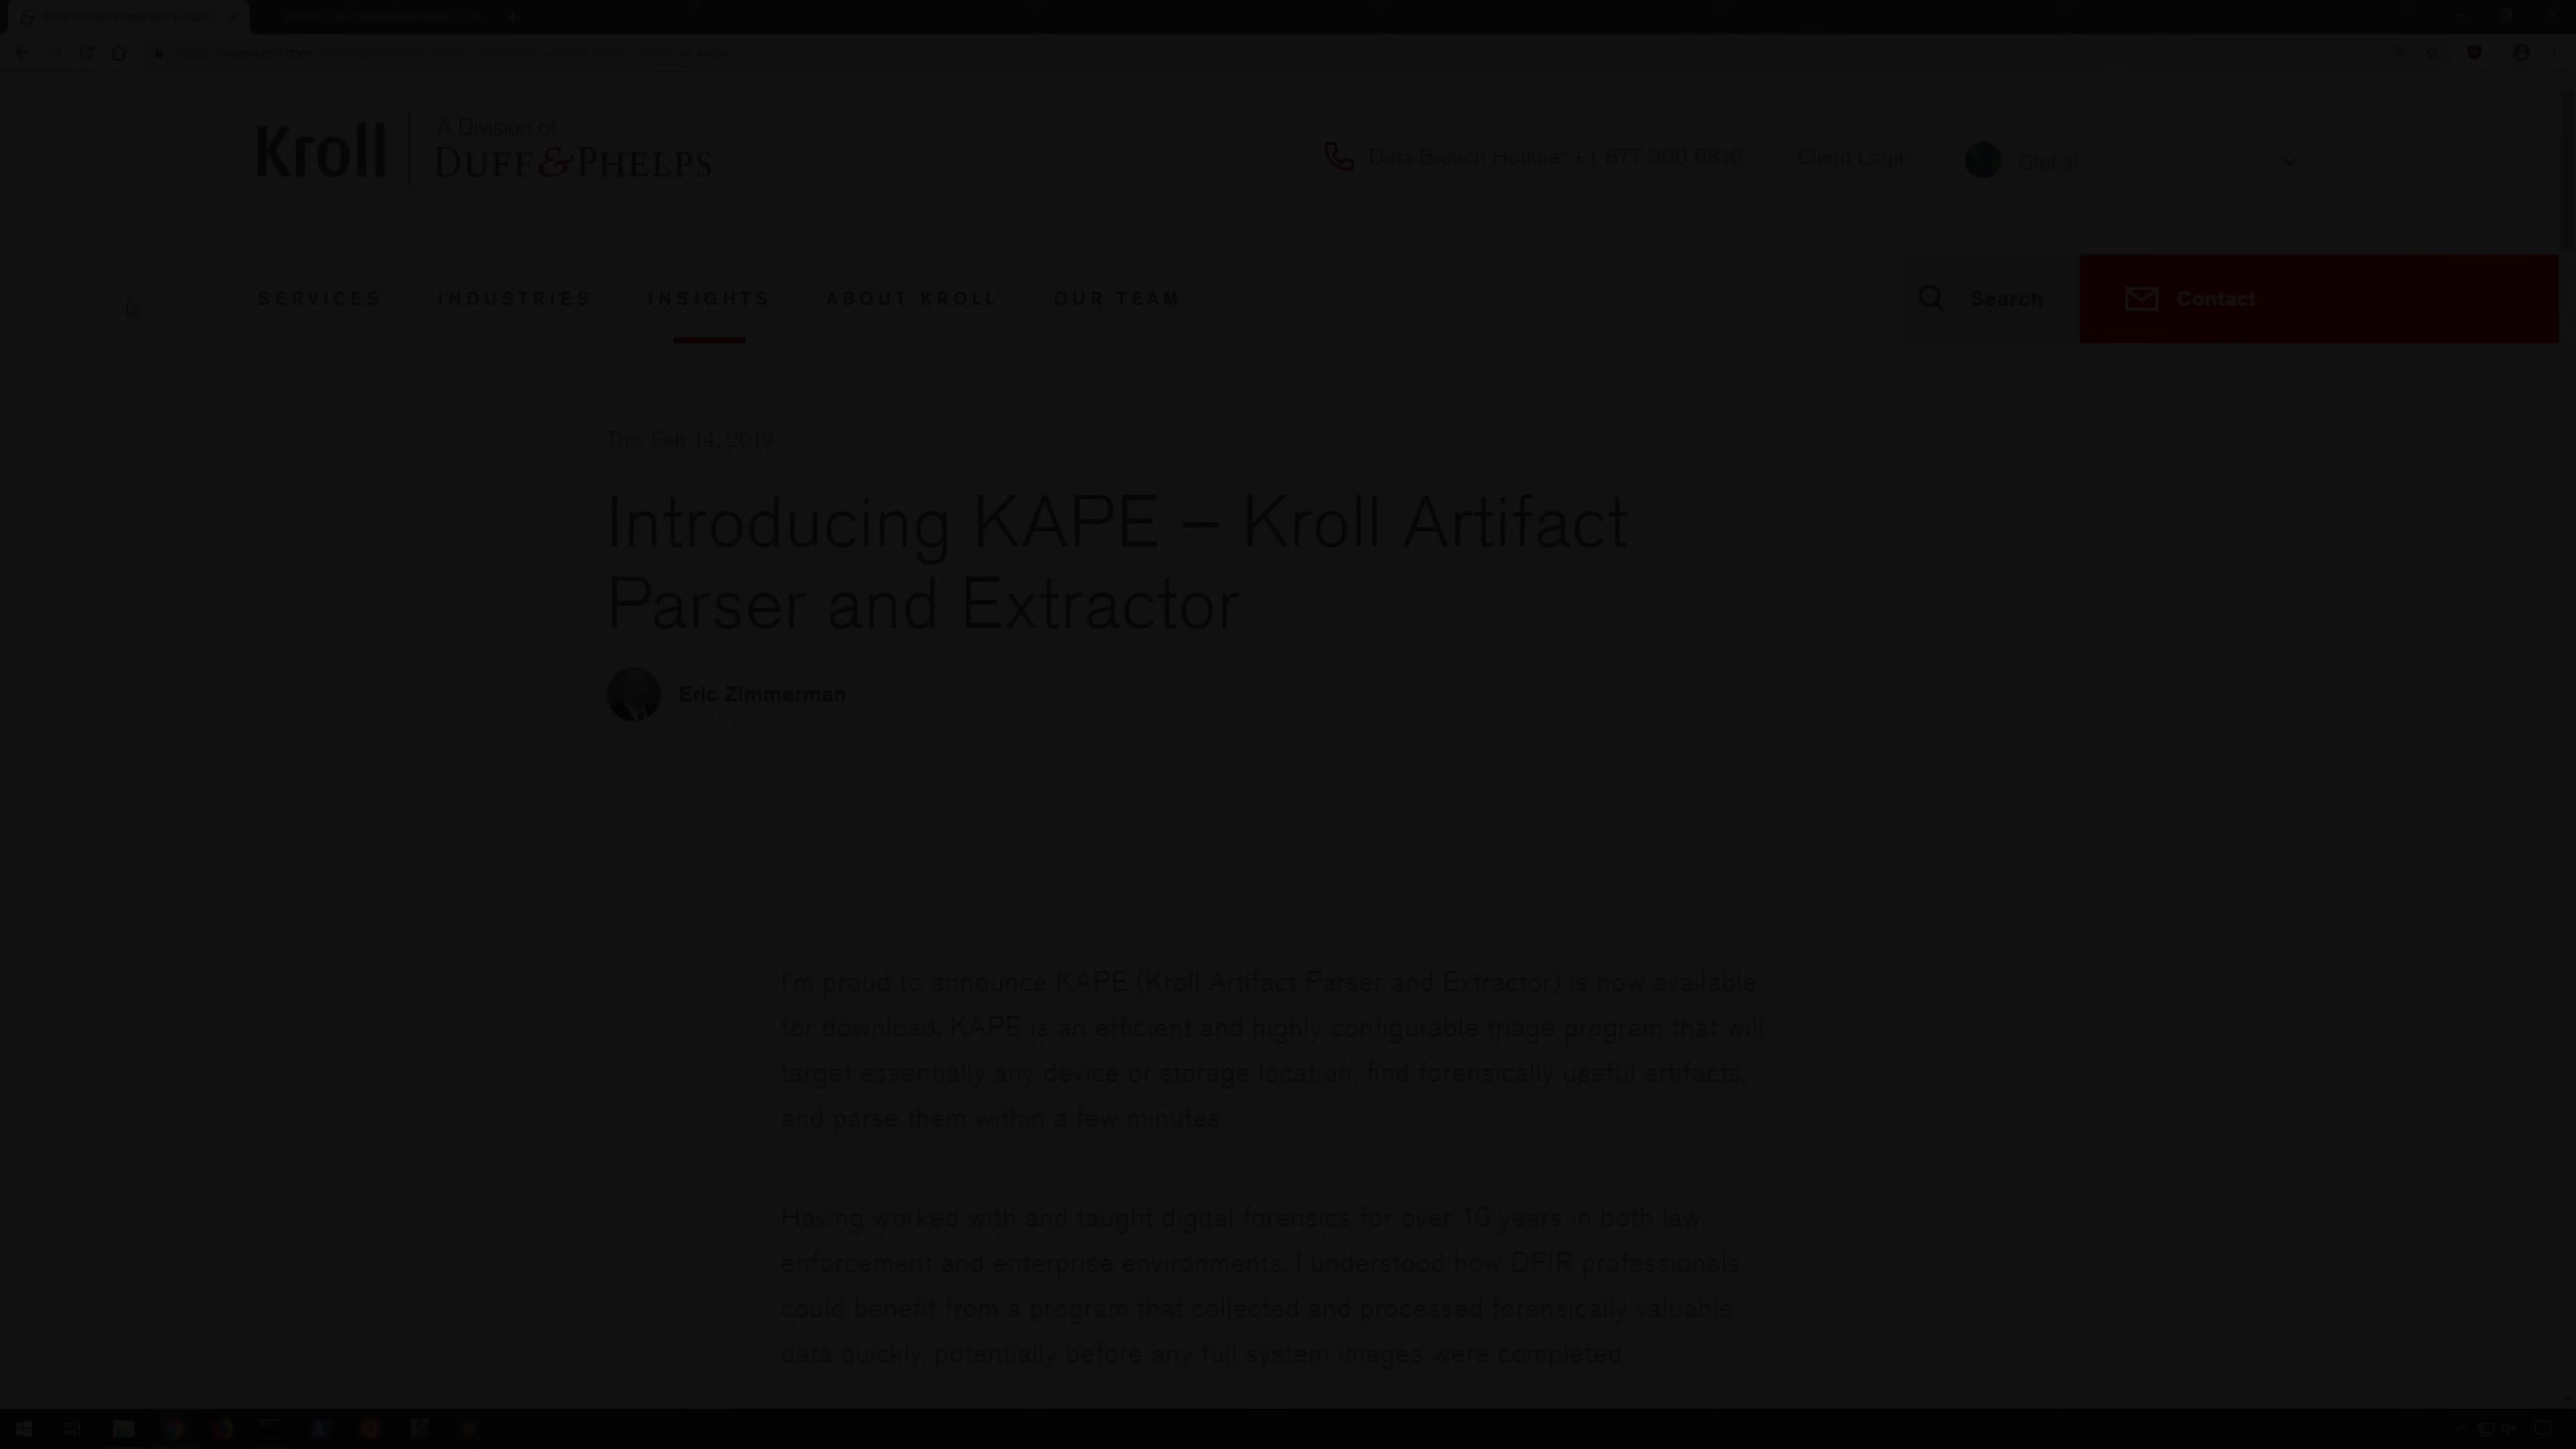 Kroll
A Division of
DUFF&PHELPS
Data Breach Hotline: +1 877 300 6816
Client Login
Global
SERVICES INDUSTRIES INSIGHTS ABOUT KROLL OUR TEAM
Search
Contact
Thu, Feb 14, 2019
Introducing KAPE – Kroll Artifact
Parser and Extractor
Eric Zimmerman
I'm proud to announce KAPE (Kroll Artifact Parser and Extractor) is now available
for download. KAPE is an efficient and highly configurable triage program that will
target essentially any device or storage location, find forensically useful artifacts,
and parse them within a few minutes.
Having worked with and taught digital forensics for over 10 years in both law
enforcement and enterprise environments, I understood how DFIR professionals
could benefit from a program that collected and processed forensically valuable
data quickly, potentially before any full system images were completed